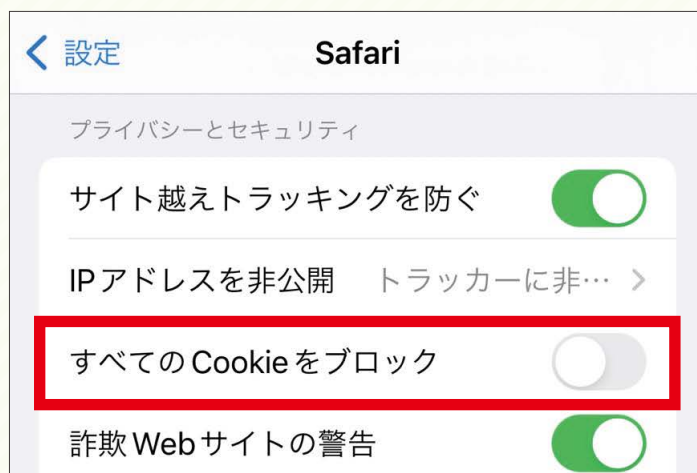 設定 Safari
プライバシーとセキュリティ
サイト越えトラッキングを防ぐ
IPアドレスを非公開 トラッカーに非…
すべてのCookieをブロック
詐欺Webサイトの警告